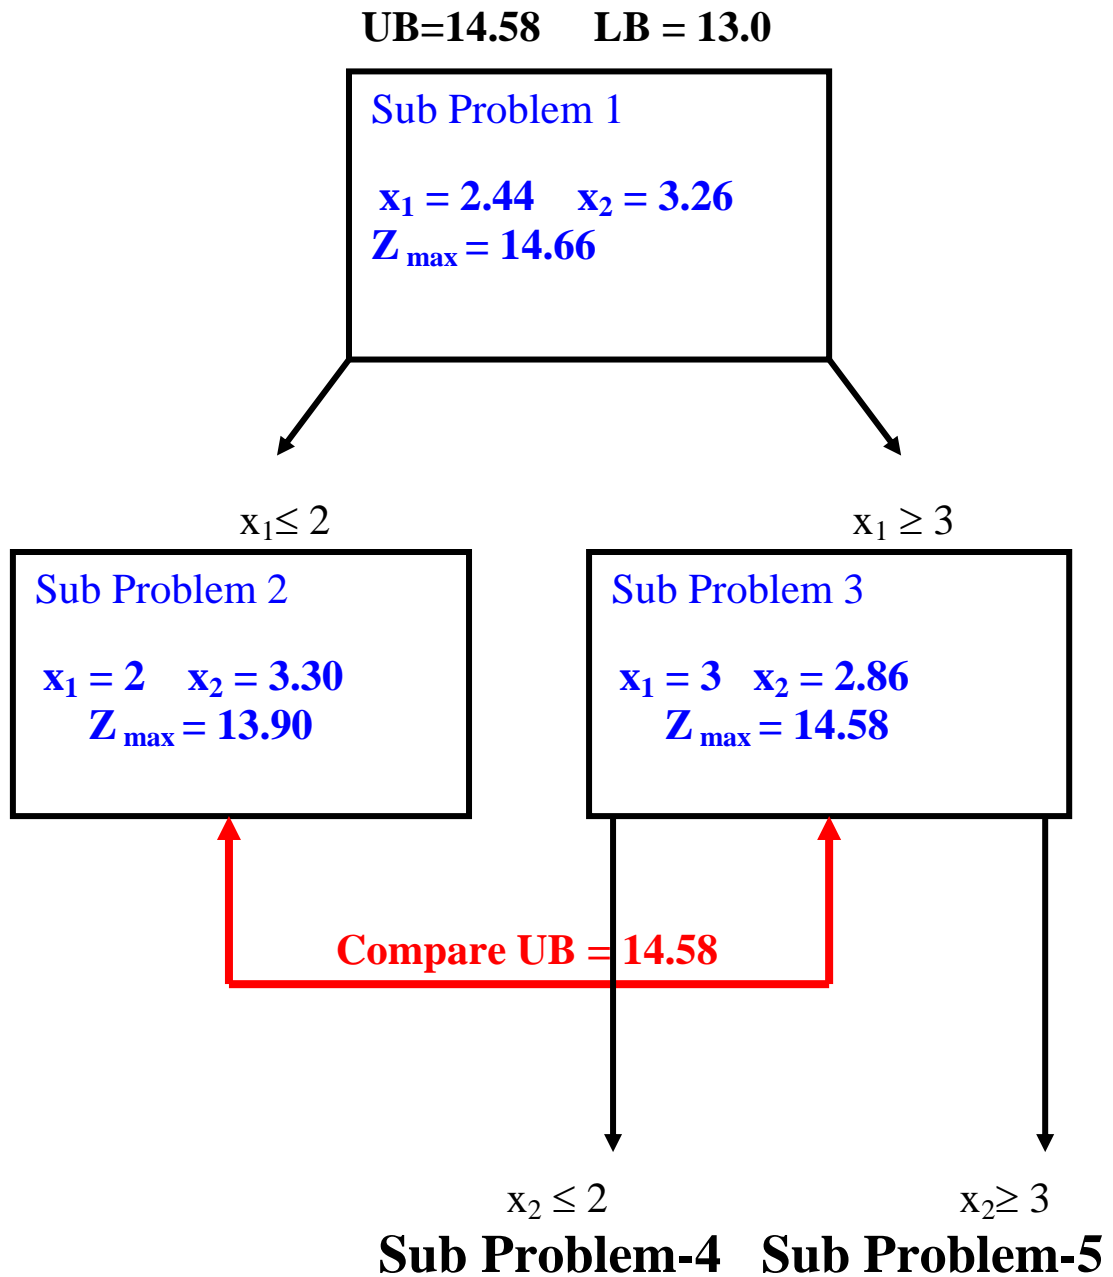 UB=14.58 LB = 13.0
Sub Problem 1
x₁ = 2.44 x₂ = 3.26
Z max = 14.66
x₁≤ 2
x₁ ≥ 3
Sub Problem 2
x₁ = 2 x₂ = 3.30
Z max = 13.90
Sub Problem 3
x₁ = 3 x₂ = 2.86
Z max = 14.58
Compare UB = 14.58
x₂ ≤ 2
x₂≥ 3
Sub Problem-4 Sub Problem-5